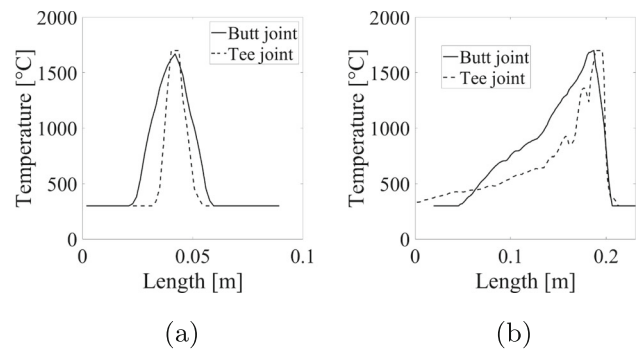 2000
1500
1000
500
0
Temperature [°C]
Butt joint
Tee joint
0
0.05
0.1
Length [m]
(a)
2000
1500
1000
500
0
Temperature [°C]
Butt joint
Tee joint
0
0.1
0.2
Length [m]
(b)